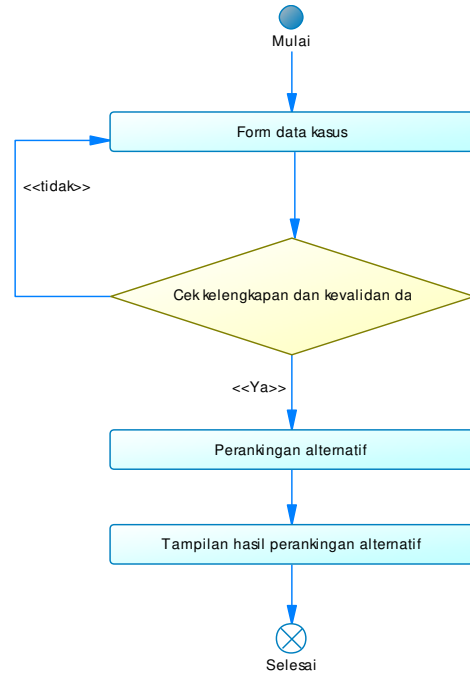 Mulai
Form data kasus
<<tidak>>
Cek kelengkapan dan kevalidan da
<<Ya>>
Perankingan alternatif
Tampilan hasil perankingan alternatif
Selesai